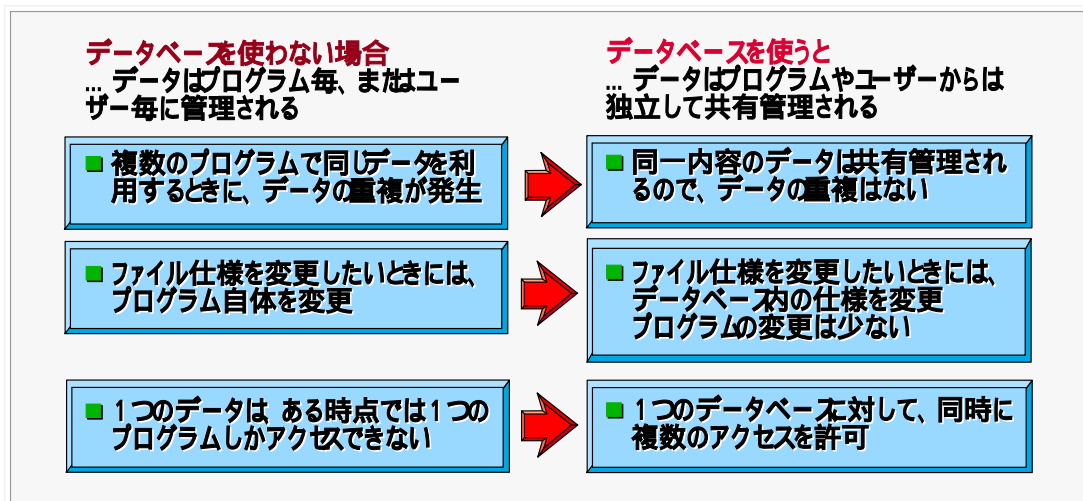 データベースを使わない場合
... データはプログラム毎、またはユー
ザー毎に管理される
■ 複数のプログラムで同じデータを利
用するときに、データの重複が発生
■ ファイル仕様を変更したいときには、
プログラム自体を変更
■ 1つのデータは、ある時点では1つの
プログラムしかアクセスできない
データベースを使うと
... データはプログラムやユーザーからは
独立して共有管理される
■ 同一内容のデータは共有管理され
るので、データの重複はない
■ ファイル仕様を変更したいときには、
データベース内の仕様を変更
プログラムの変更は少ない
■ 1つのデータベースに対して、同時に
複数のアクセスを許可